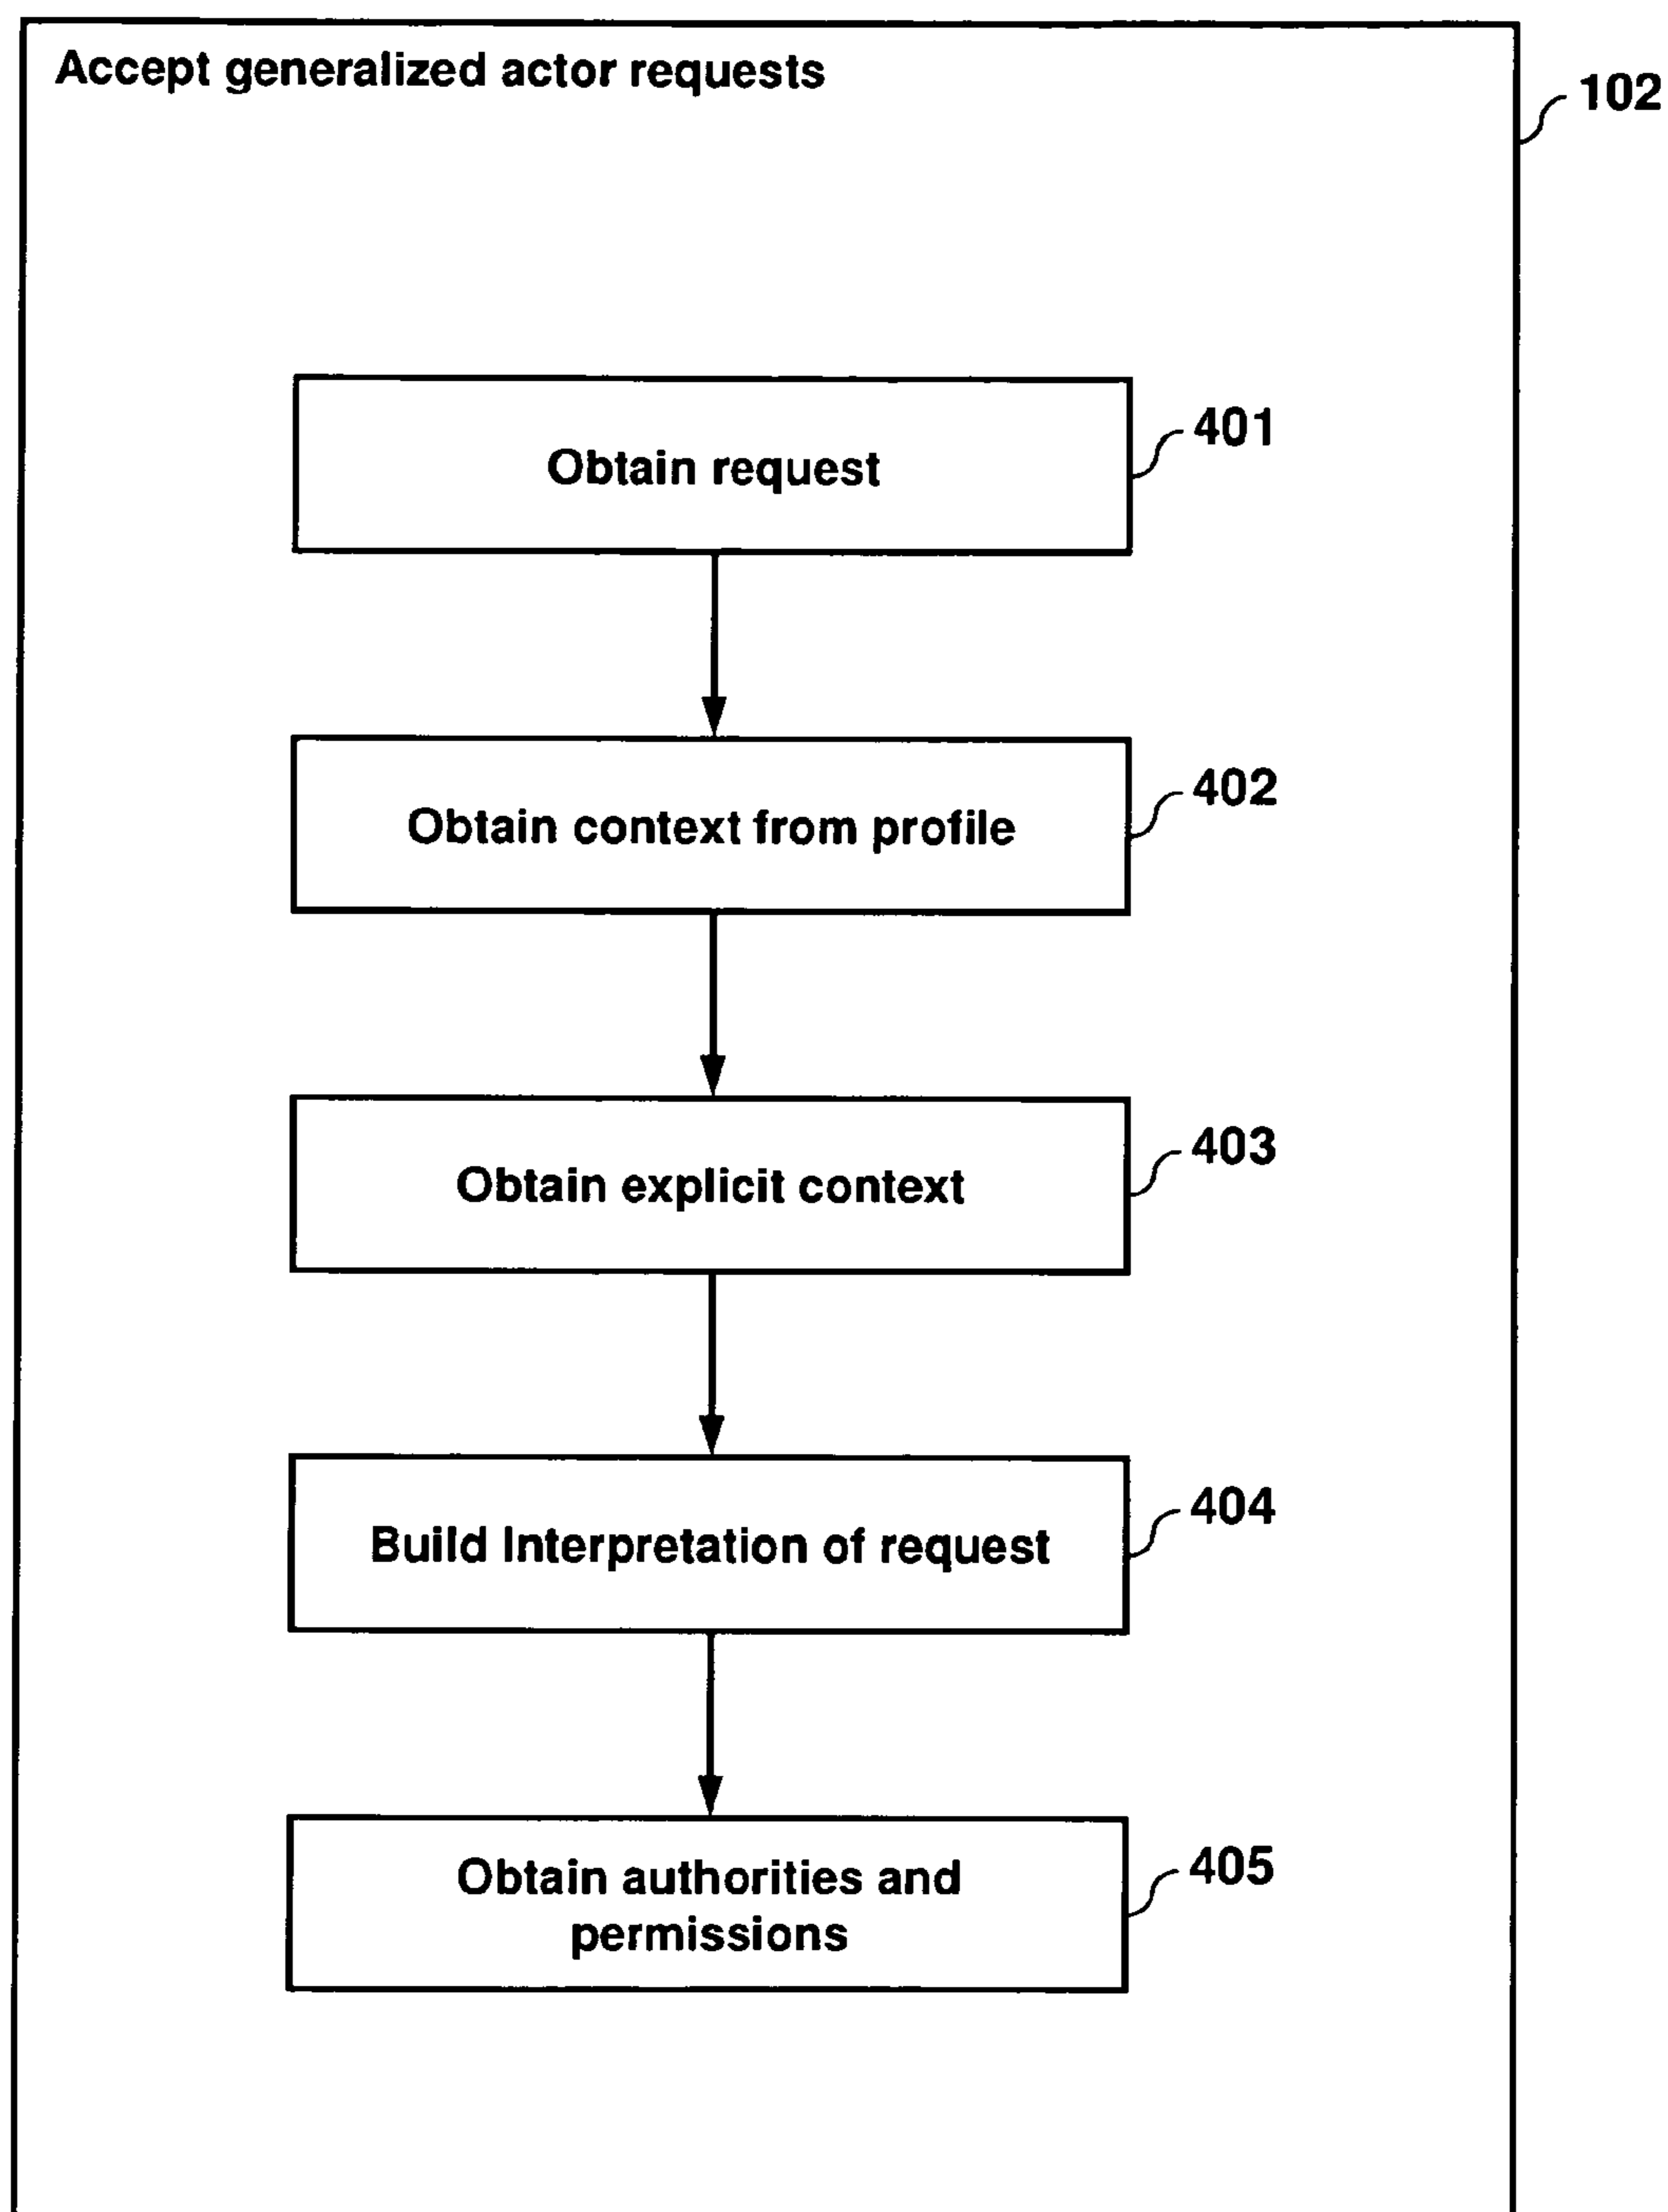 Accept generalized actor requests
102
Obtain request
401
Obtain context from profile
402
Obtain explicit context
403
Build Interpretation of request
404
Obtain authorities and
permissions
405